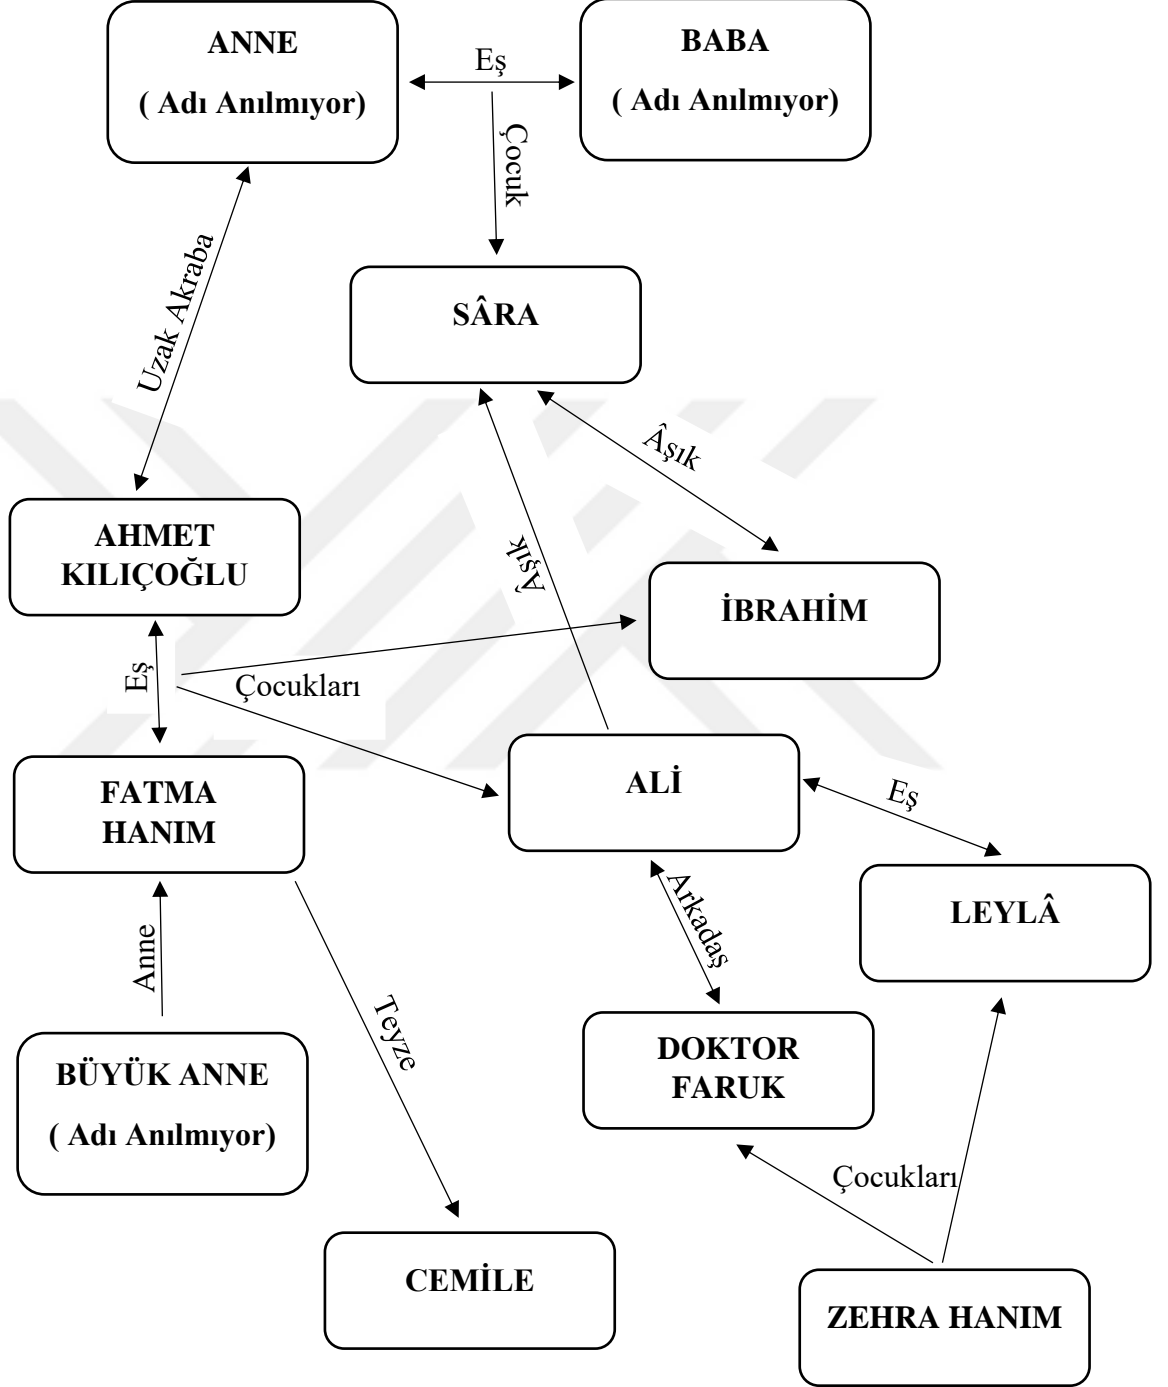 ANNE
( Adı Anılmıyor)
Eş
BABA
( Adı Anılmıyor)
Çocuk
Uzak Akraba
SÂRA
Âşık
AHMET
KILIÇOĞLU
Âşık
İBRAHİM
Eş
Çocukları
FATMA
HANIM
ALİ
Eş
LEYLÂ
Anne
Arkadaş
Teyze
BÜYÜK ANNE
( Adı Anılmıyor)
DOKTOR
FARUK
Çocukları
CEMİLE
ZEHRA HANIM